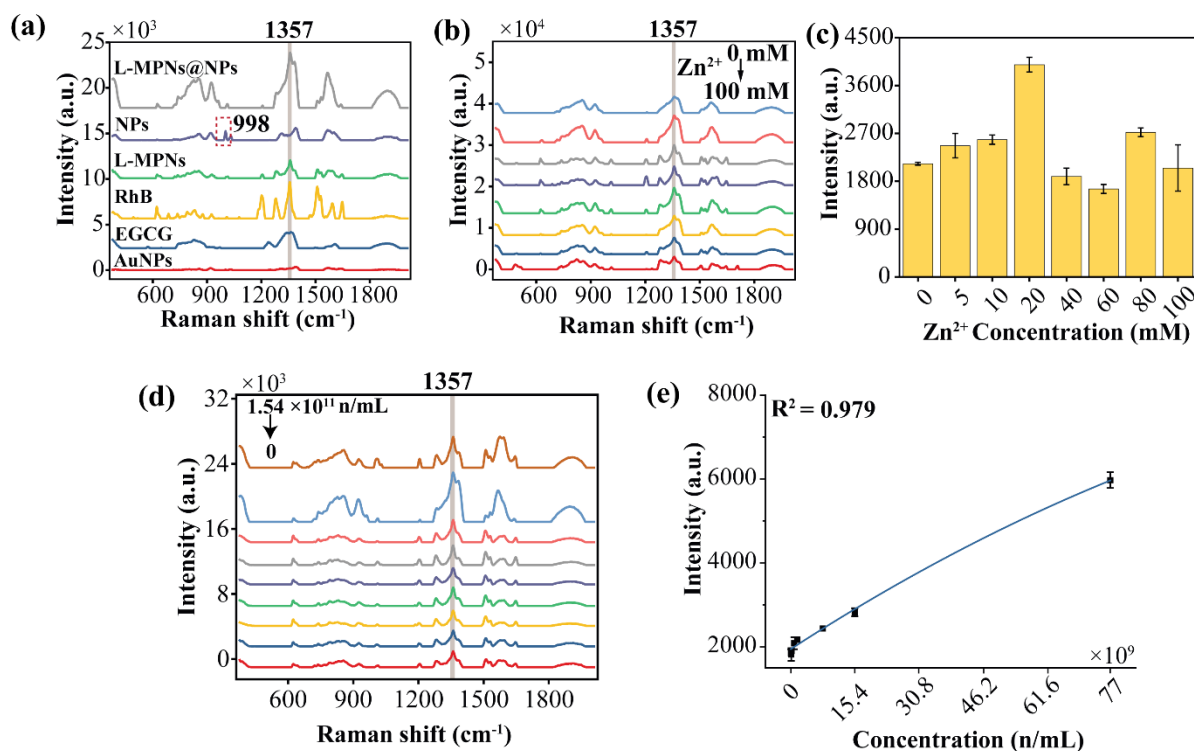 (a)
×10³
1357
25
20
15
10
5
0
L-MPNs@NPs
NPs
998
L-MPNs
RhB
EGCG
AuNPs
600
900
1200
1500
1800
Raman shift (cm⁻¹)
Intensity (a.u.)
(b)
×10⁴
1357
5
4
3
2
1
0
Zn²⁺ 0 mM
100 mM
600
900
1200
1500
1800
Raman shift (cm⁻¹)
Intensity (a.u.)
(c)
4500
3600
2700
1800
900
0
0
5
10
20
40
60
80
100
Zn²⁺ Concentration (mM)
Intensity (a.u.)
(d)
×10³
1357
32
24
16
8
0
1.54 ×10¹¹ n/mL
0
600
900
1200
1500
1800
Raman shift (cm⁻¹)
Intensity (a.u.)
(e)
R² = 0.979
8000
6000
4000
2000
0
15.4
30.8
46.2
61.6
77
×10⁹
Concentration (n/mL)
Intensity (a.u.)